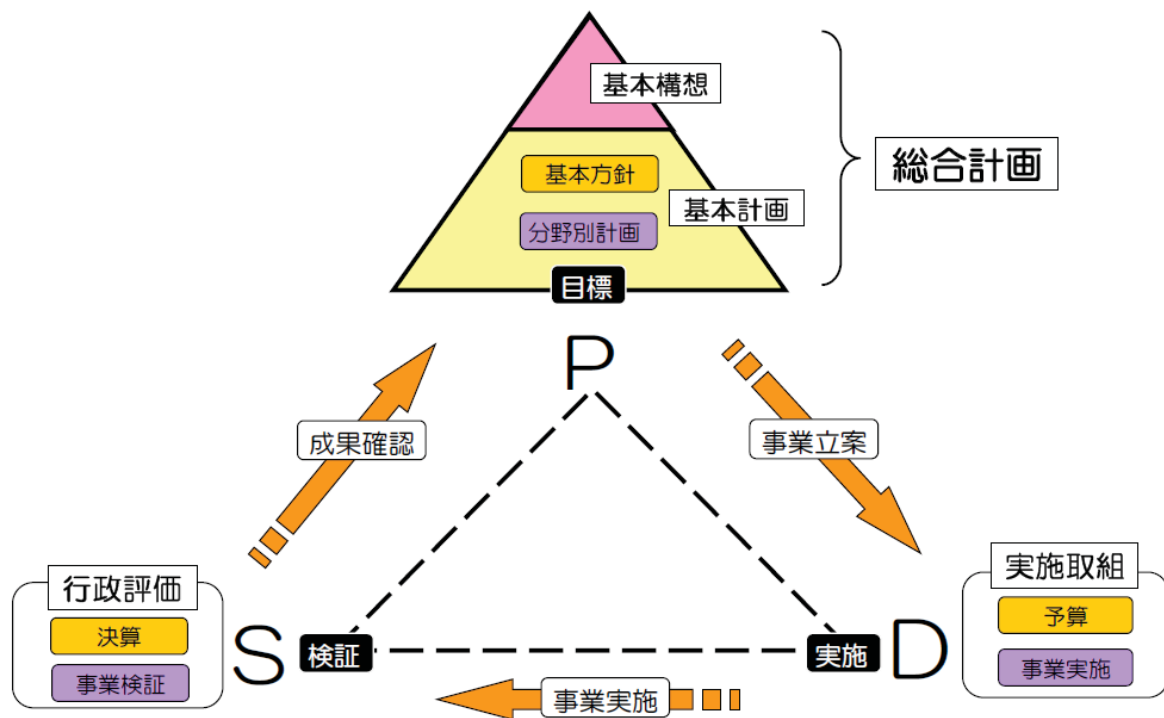 基本構想
基本方針
総合計画
基本計画
分野別計画
目標
P
成果確認
事業立案
行政評価
決算
事業検証
S
検証
実施
D
実施取組
予算
事業実施
事業実施